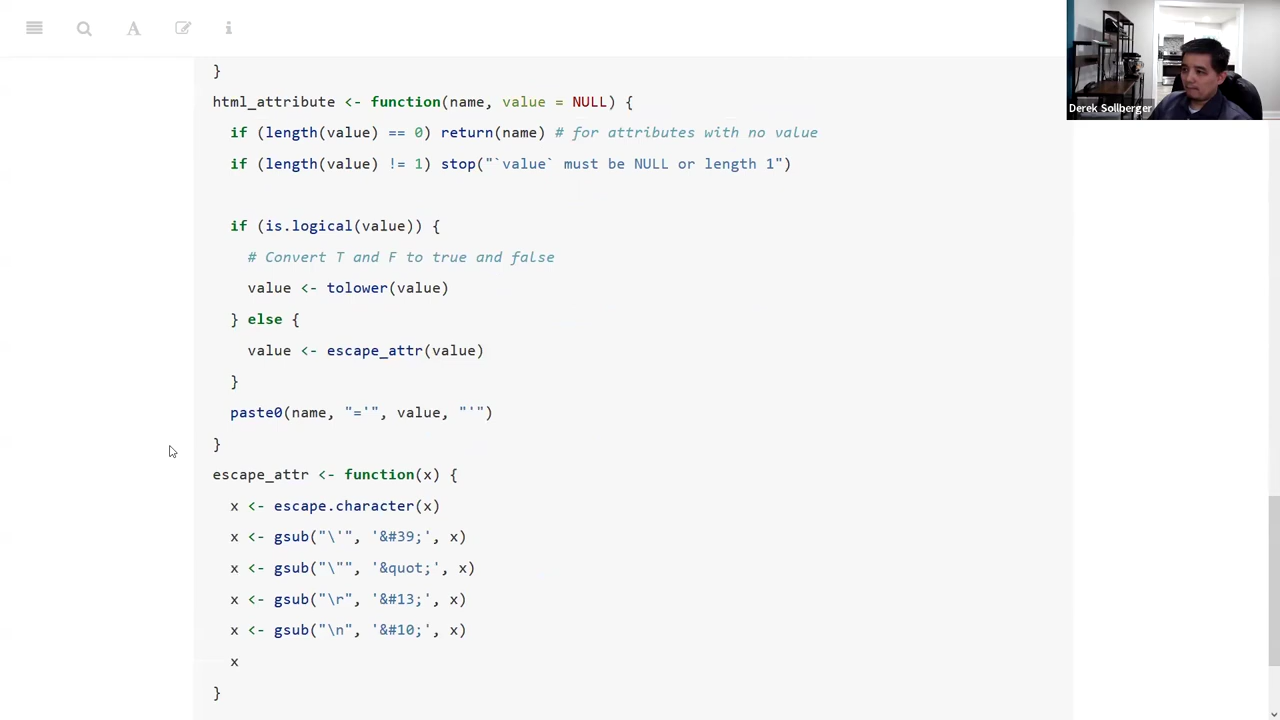 }
html_attribute <- function(name, value = NULL) {
  if (length(value) == 0) return(name) # for attributes with no value
  if (length(value) != 1) stop("`value` must be NULL or length 1")

  if (is.logical(value)) {
    # Convert T and F to true and false
    value <- tolower(value)
  } else {
    value <- escape_attr(value)
  }
  paste0(name, "='", value, "'")
}
escape_attr <- function(x) {
  x <- escape.character(x)
  x <- gsub("\'", '&#39;', x)
  x <- gsub("\"", '&quot;', x)
  x <- gsub("\r", '&#13;', x)
  x <- gsub("\n", '&#10;', x)
  x
}
Derek Sollberger